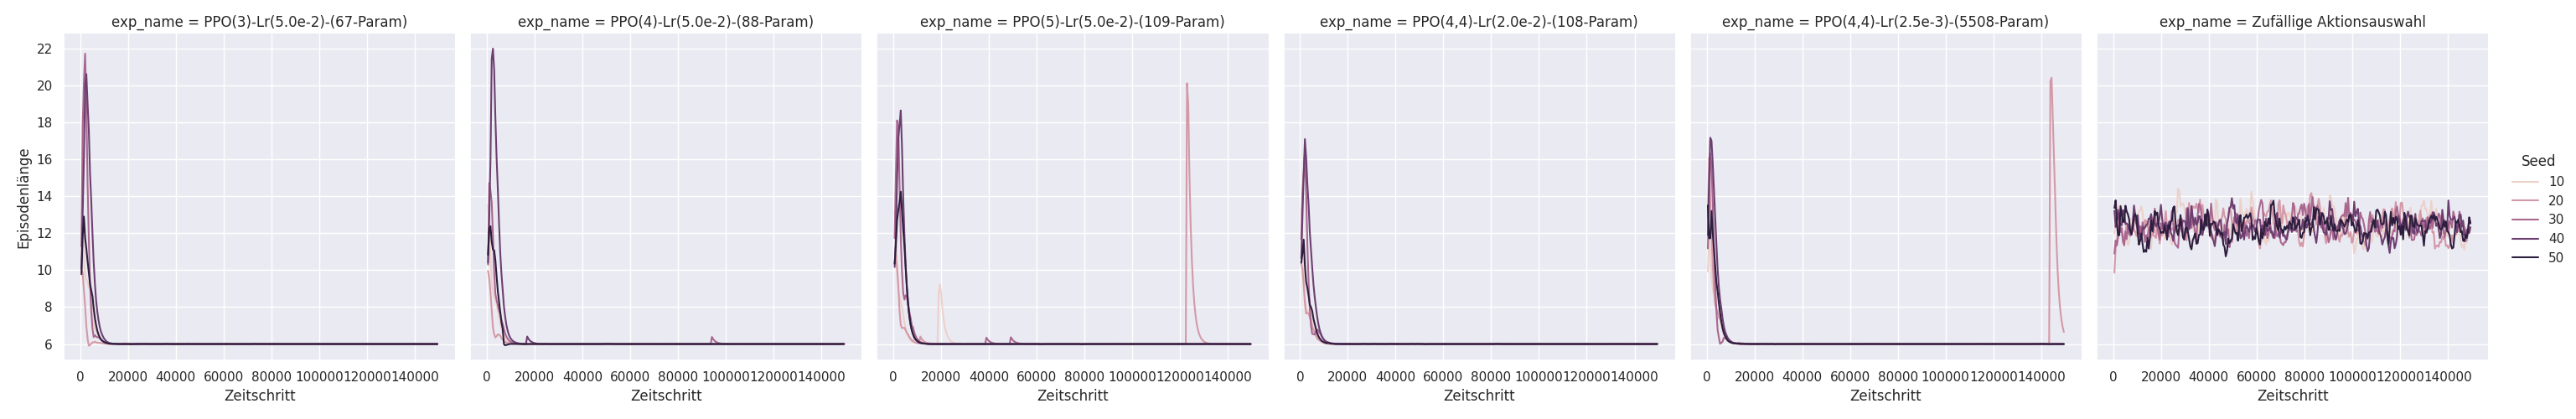 exp_name = PPO(3)-Lr(5.0e-2)-(67-Param)
exp_name = PPO(4)-Lr(5.0e-2)-(88-Param)
exp_name = PPO(5)-Lr(5.0e-2)-(109-Param)
exp_name = PPO(4,4)-Lr(2.0e-2)-(108-Param)
exp_name = PPO(4,4)-Lr(2.5e-3)-(5508-Param)
exp_name = Zufällige Aktionsauswahl
22
20
18
16
14
12
10
8
6
Episodenlänge
0 20000 40000 60000 80000 100000 120000 140000
Zeitschritt
0 20000 40000 60000 80000 100000 120000 140000
Zeitschritt
0 20000 40000 60000 80000 100000 120000 140000
Zeitschritt
0 20000 40000 60000 80000 100000 120000 140000
Zeitschritt
0 20000 40000 60000 80000 100000 120000 140000
Zeitschritt
0 20000 40000 60000 80000 100000 120000 140000
Zeitschritt
Seed
10
20
30
40
50